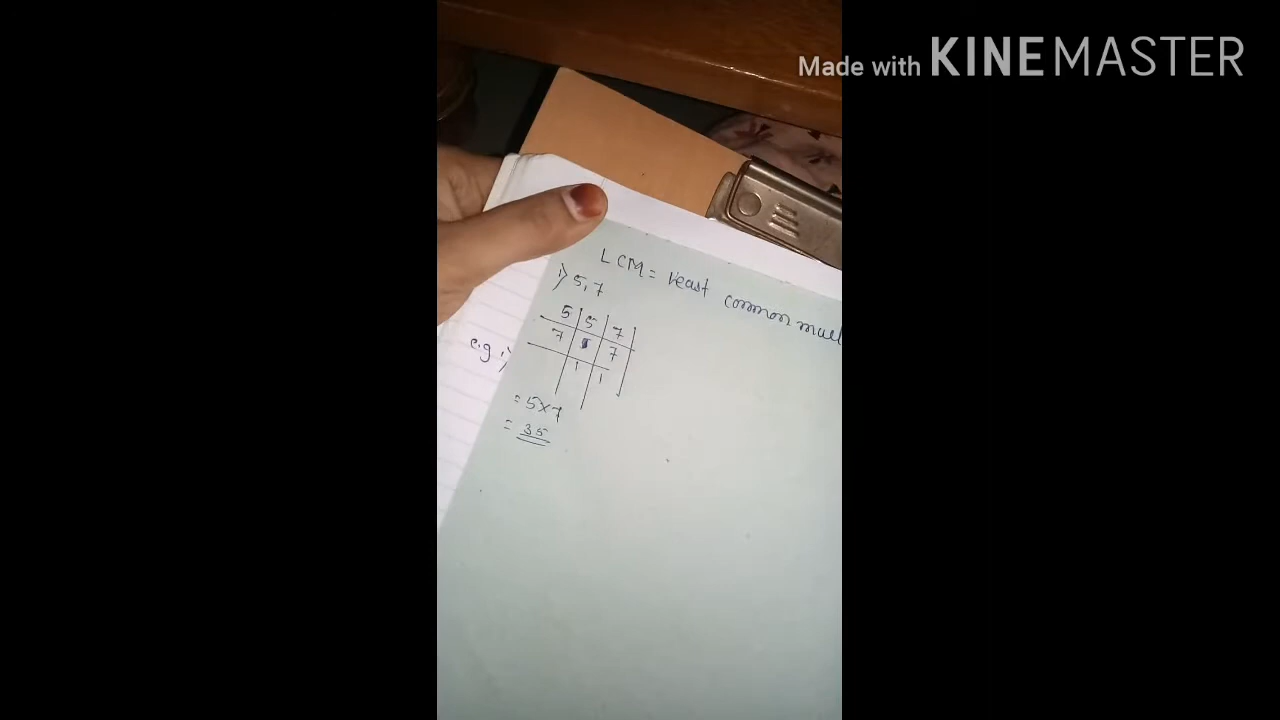 Made with KINEMASTER
LCM = least common mul
i) 5, 7
5 5 7
7 1 7
1 1
e.g i)
= 5×7
= 35